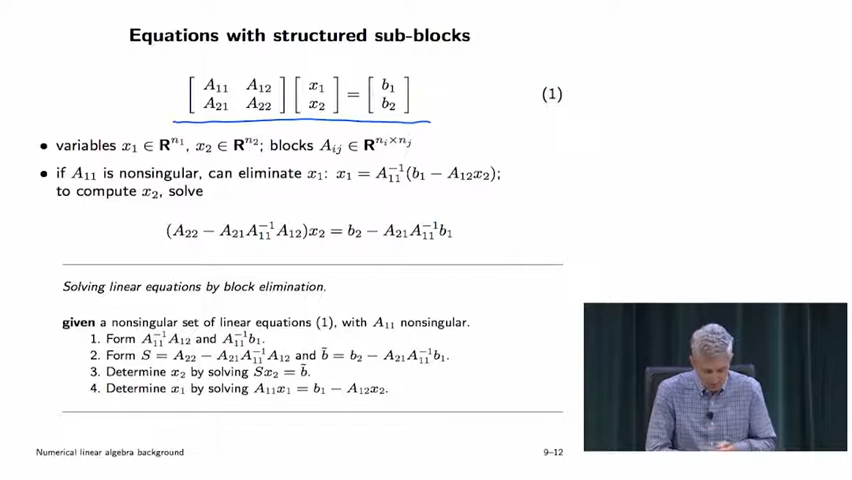 Equations with structured sub-blocks
[ A₁₁ A₁₂ ] [ x₁ ] = [ b₁ ] (1)
[ A₂₁ A₂₂ ] [ x₂ ] [ b₂ ]
• variables x₁ ∈ R^{n₁}, x₂ ∈ R^{n₂}; blocks A_{ij} ∈ R^{n_i×n_j}
• if A₁₁ is nonsingular, can eliminate x₁: x₁ = A₁₁⁻¹(b₁ − A₁₂x₂);
to compute x₂, solve
(A₂₂ − A₂₁A₁₁⁻¹A₁₂)x₂ = b₂ − A₂₁A₁₁⁻¹b₁
Solving linear equations by block elimination.
given a nonsingular set of linear equations (1), with A₁₁ nonsingular.
1. Form A₁₁⁻¹A₁₂ and A₁₁⁻¹b₁.
2. Form S = A₂₂ − A₂₁A₁₁⁻¹A₁₂ and b̃ = b₂ − A₂₁A₁₁⁻¹b₁.
3. Determine x₂ by solving Sx₂ = b̃.
4. Determine x₁ by solving A₁₁x₁ = b₁ − A₁₂x₂.
Numerical linear algebra background 9–12